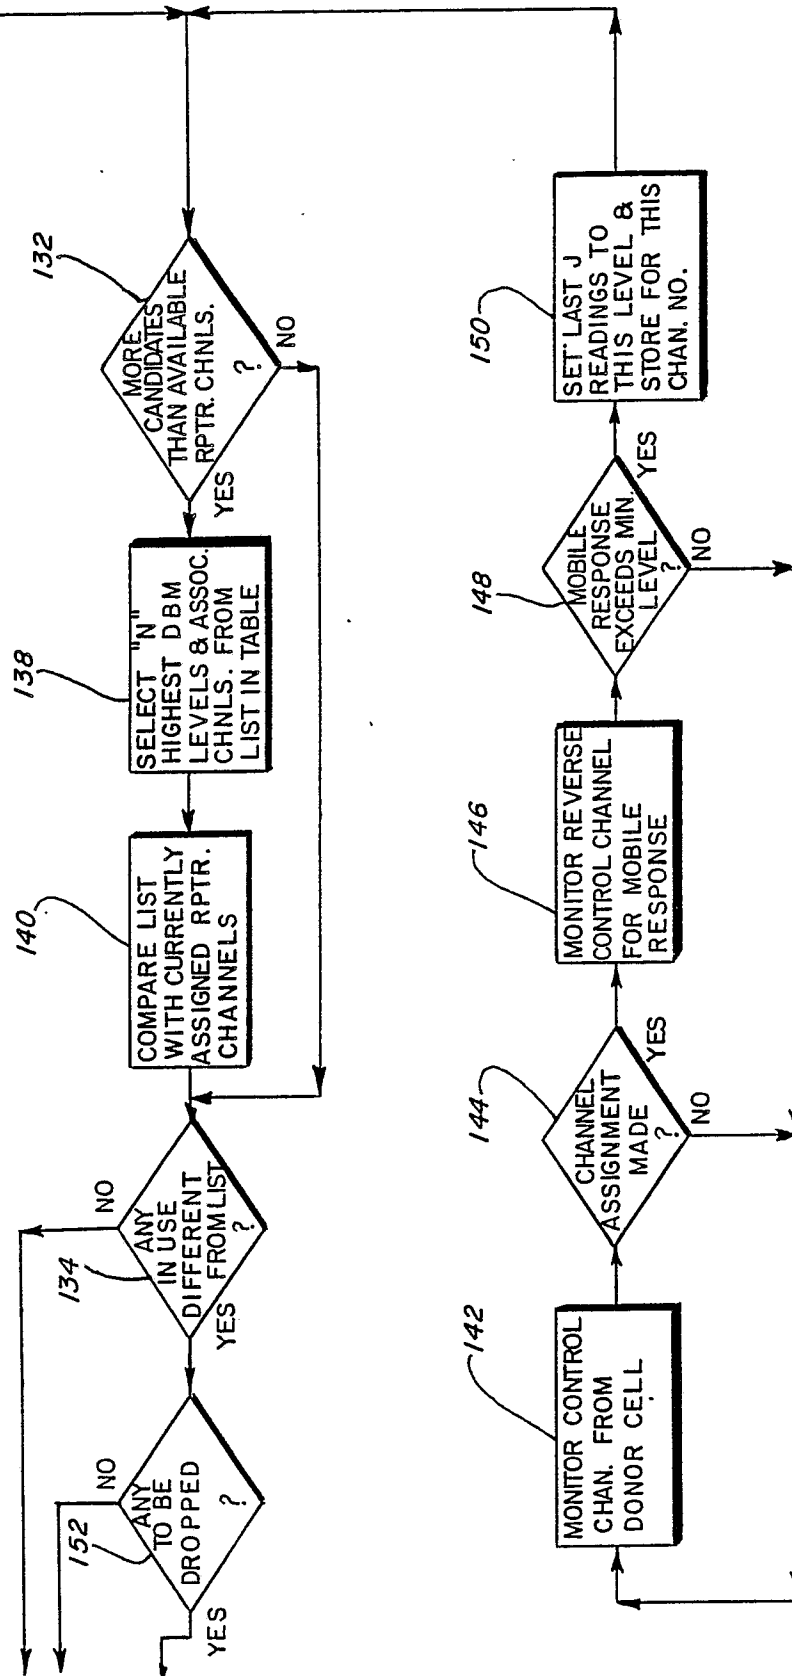 132
MORE
CANDIDATES
THAN AVAILABLE
RPTR. CHNLS.
?
NO
YES
138
SELECT "N"
HIGHEST DBM
LEVELS & ASSOC.
CHNLS. FROM
LIST IN TABLE
140
COMPARE LIST
WITH CURRENTLY
ASSIGNED RPTR.
CHANNELS
134
ANY
IN USE
DIFFERENT
FROM LIST
?
NO
YES
152
ANY
TO BE
DROPPED
?
NO
YES
142
MONITOR CONTROL
CHAN. FROM
DONOR CELL
144
CHANNEL
ASSIGNMENT
MADE
?
YES
NO
146
MONITOR REVERSE
CONTROL CHANNEL
FOR MOBILE
RESPONSE
148
MOBILE
RESPONSE
EXCEEDS MIN.
LEVEL
?
YES
NO
150
SET LAST J
READINGS TO
THIS LEVEL &
STORE FOR THIS
CHAN. NO.